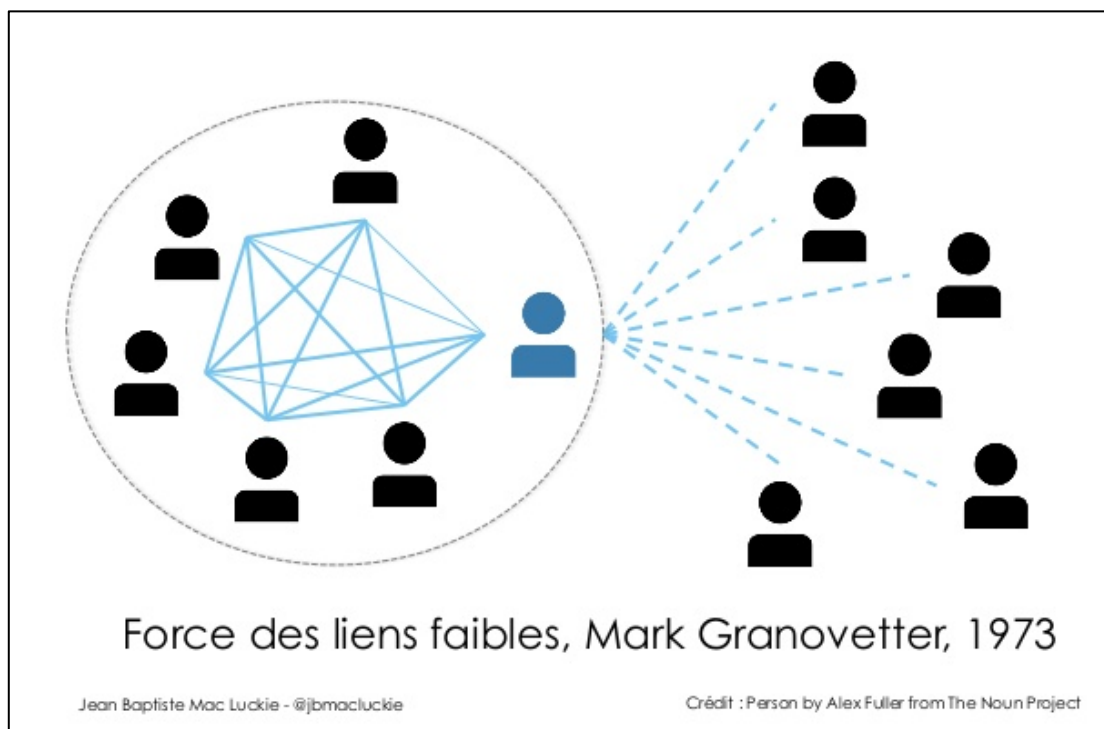 Force des liens faibles, Mark Granovetter, 1973
Jean Baptiste Mac Luckie - @jbmacluckie
Crédit : Person by Alex Fuller from The Noun Project